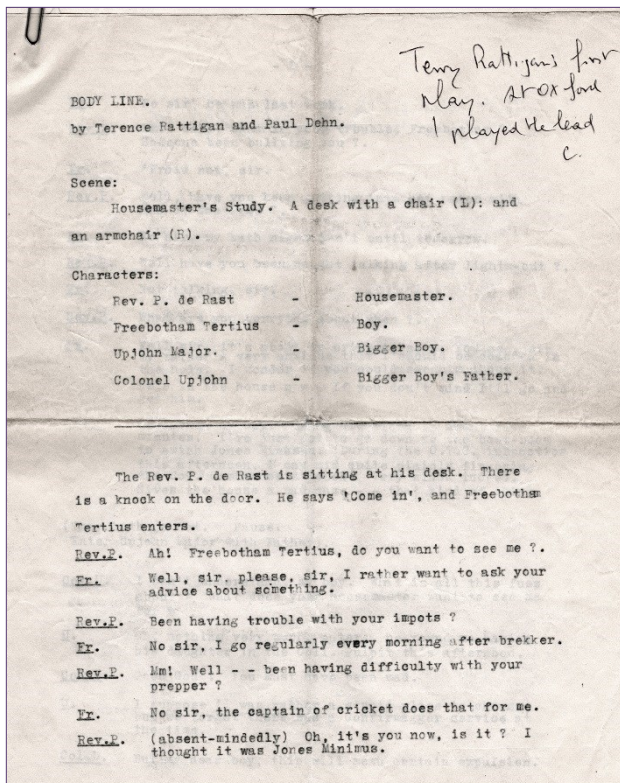 Terry Rattigan's first
play. At Oxford
I played the lead
C.
BODY LINE.
by Terence Rattigan and Paul Dehn.
Scene:
Housemaster's Study. A desk with a chair (L): and
an armchair (R).
Characters:
Rev. P. de Rast - Housemaster.
Freebotham Tertius - Boy.
Upjohn Major. - Bigger Boy.
Colonel Upjohn - Bigger Boy's Father.
The Rev. P. de Rast is sitting at his desk. There
is a knock on the door. He says 'Come in', and Freebotham
Tertius enters.
Rev.P. Ah! Freebotham Tertius, do you want to see me ?.
Fr. Well, sir, please, sir, I rather want to ask your
advice about something.
Rev.P. Been having trouble with your impots ?
Fr. No sir, I go regularly every morning after brekker.
Rev.P. Mm! Well - - been having difficulty with your
prepper ?
Fr. No sir, the captain of cricket does that for me.
Rev.P. (absent-mindedly) Oh, it's you now, is it ? I
thought it was Jones Minimus.